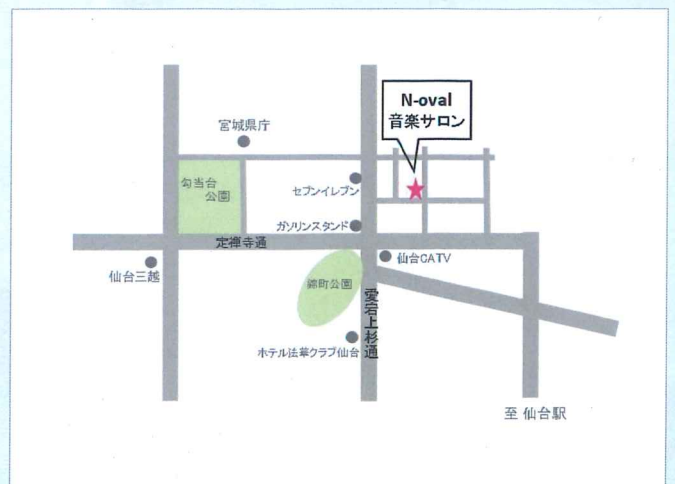 N-oval
音楽サロン
宮城県庁
勾当台
公園
セブンイレブン
ガソリンスタンド
定禅寺通
仙台CATV
仙台三越
錦町公園
愛宕上杉通
ホテル法華クラブ仙台
至 仙台駅